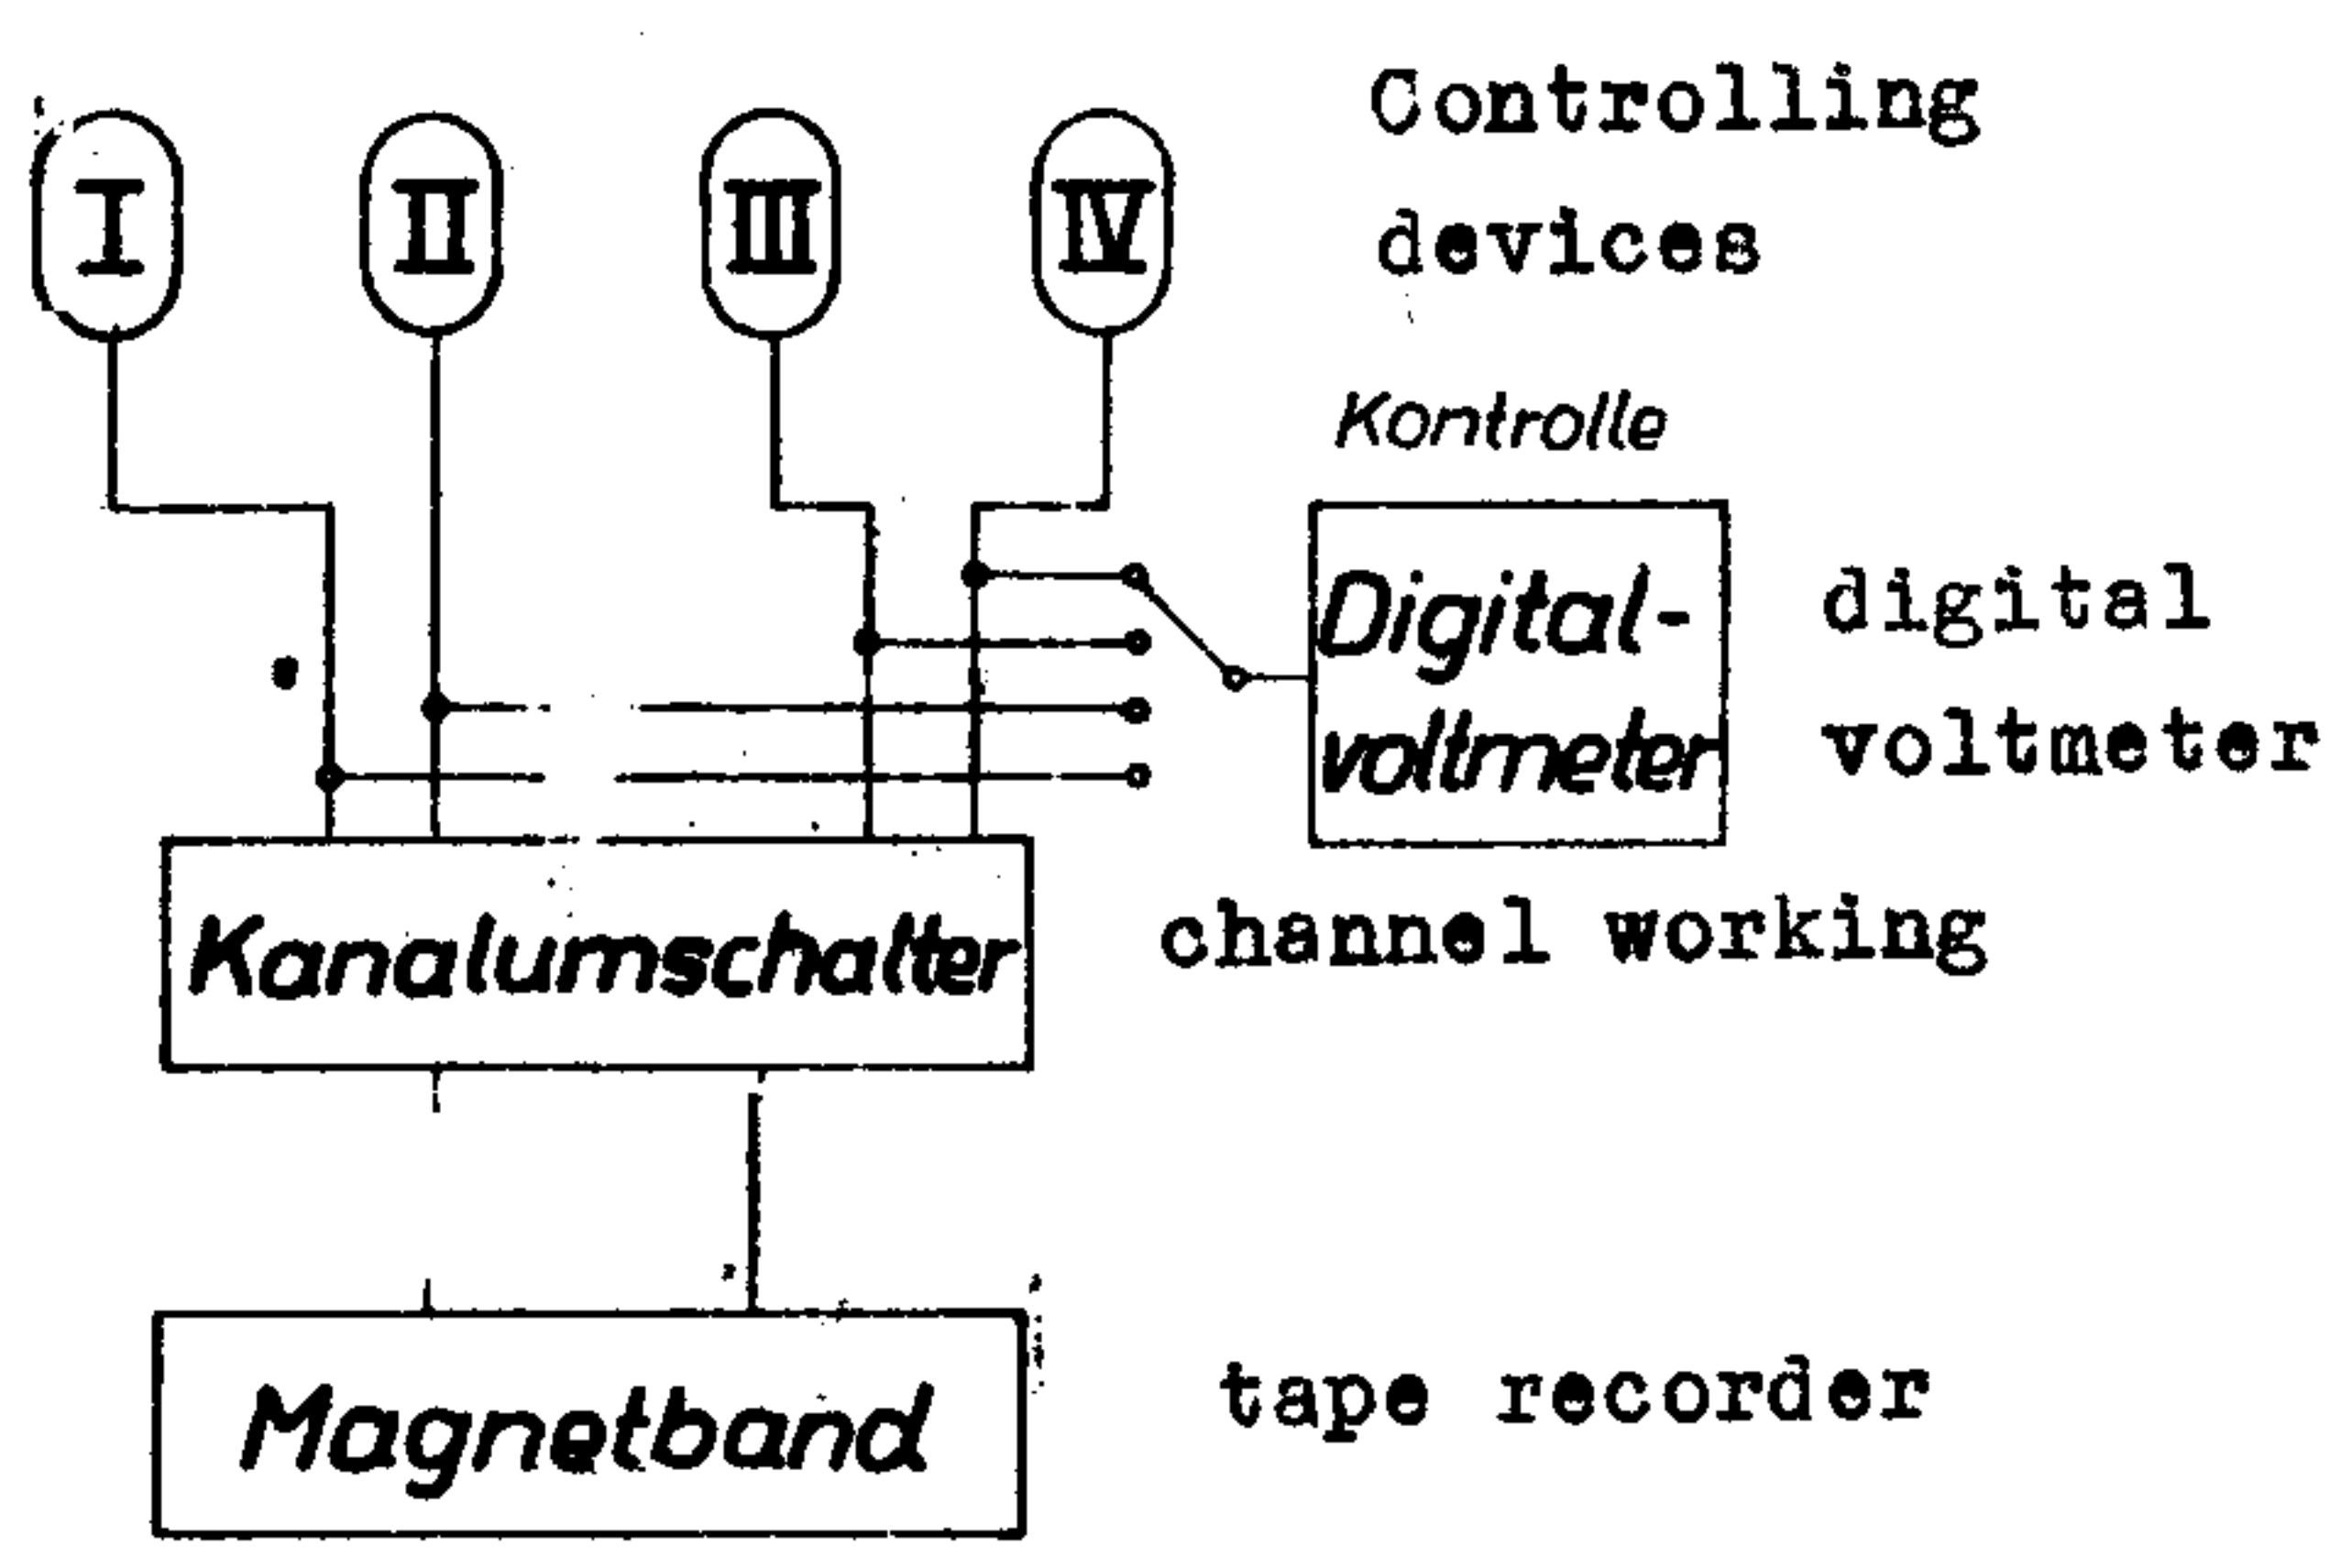 I II III IV
Controlling
devices
Kontrolle
Digital-
voltmeter
digital
voltmeter
Kanalumschalter
channel working
Magnetband
tape recorder